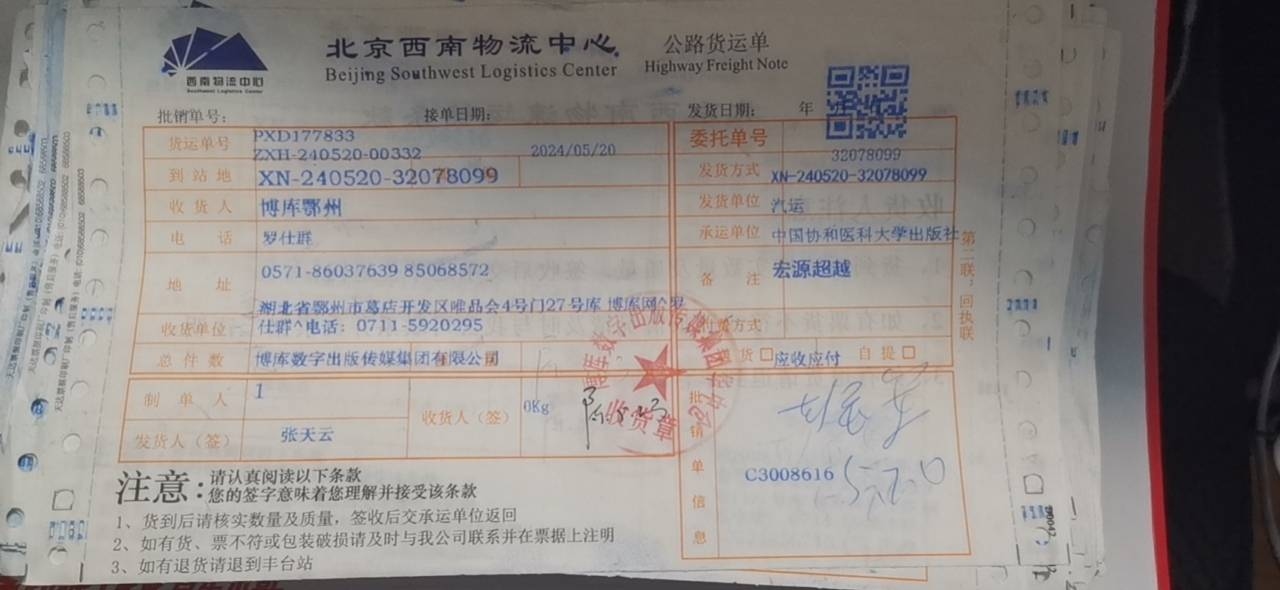 西南物流中心
Southwest Logistics Center
北京西南物流中心
Beijing Southwest Logistics Center
公路货运单
Highway Freight Note
批销单号：
接单日期：
发货日期： 年
货运单号
PXD177833
ZXH-240520-00332
2024/05/20
委托单号
32078099
到站地
XN-240520-32078099
发货方式
XN-240520-32078099
收货人
博库鄂州
发货单位
汽运
电话
罗仕群
承运单位
中国协和医科大学出版社
地址
0571-86037639 85068572
湖北省鄂州市葛店开发区唯品会4号门27号库 博库网^罗
备注
宏源超越
收货单位
仕群^电话：0711-5920295
方式
总件数
博库数字出版传媒集团有限公司
货
应收应付
自提
制单人
1
收货人（签）
0Kg
收货章
发货人（签）
张天云
批销单信息
C3008616
第二联，回执联
注意：
请认真阅读以下条款
您的签字意味着您理解并接受该条款
1、货到后请核实数量及质量，签收后交承运单位返回
2、如有货、票不符或包装破损请及时与我公司联系并在票据上注明
3、如有退货请退到丰台站